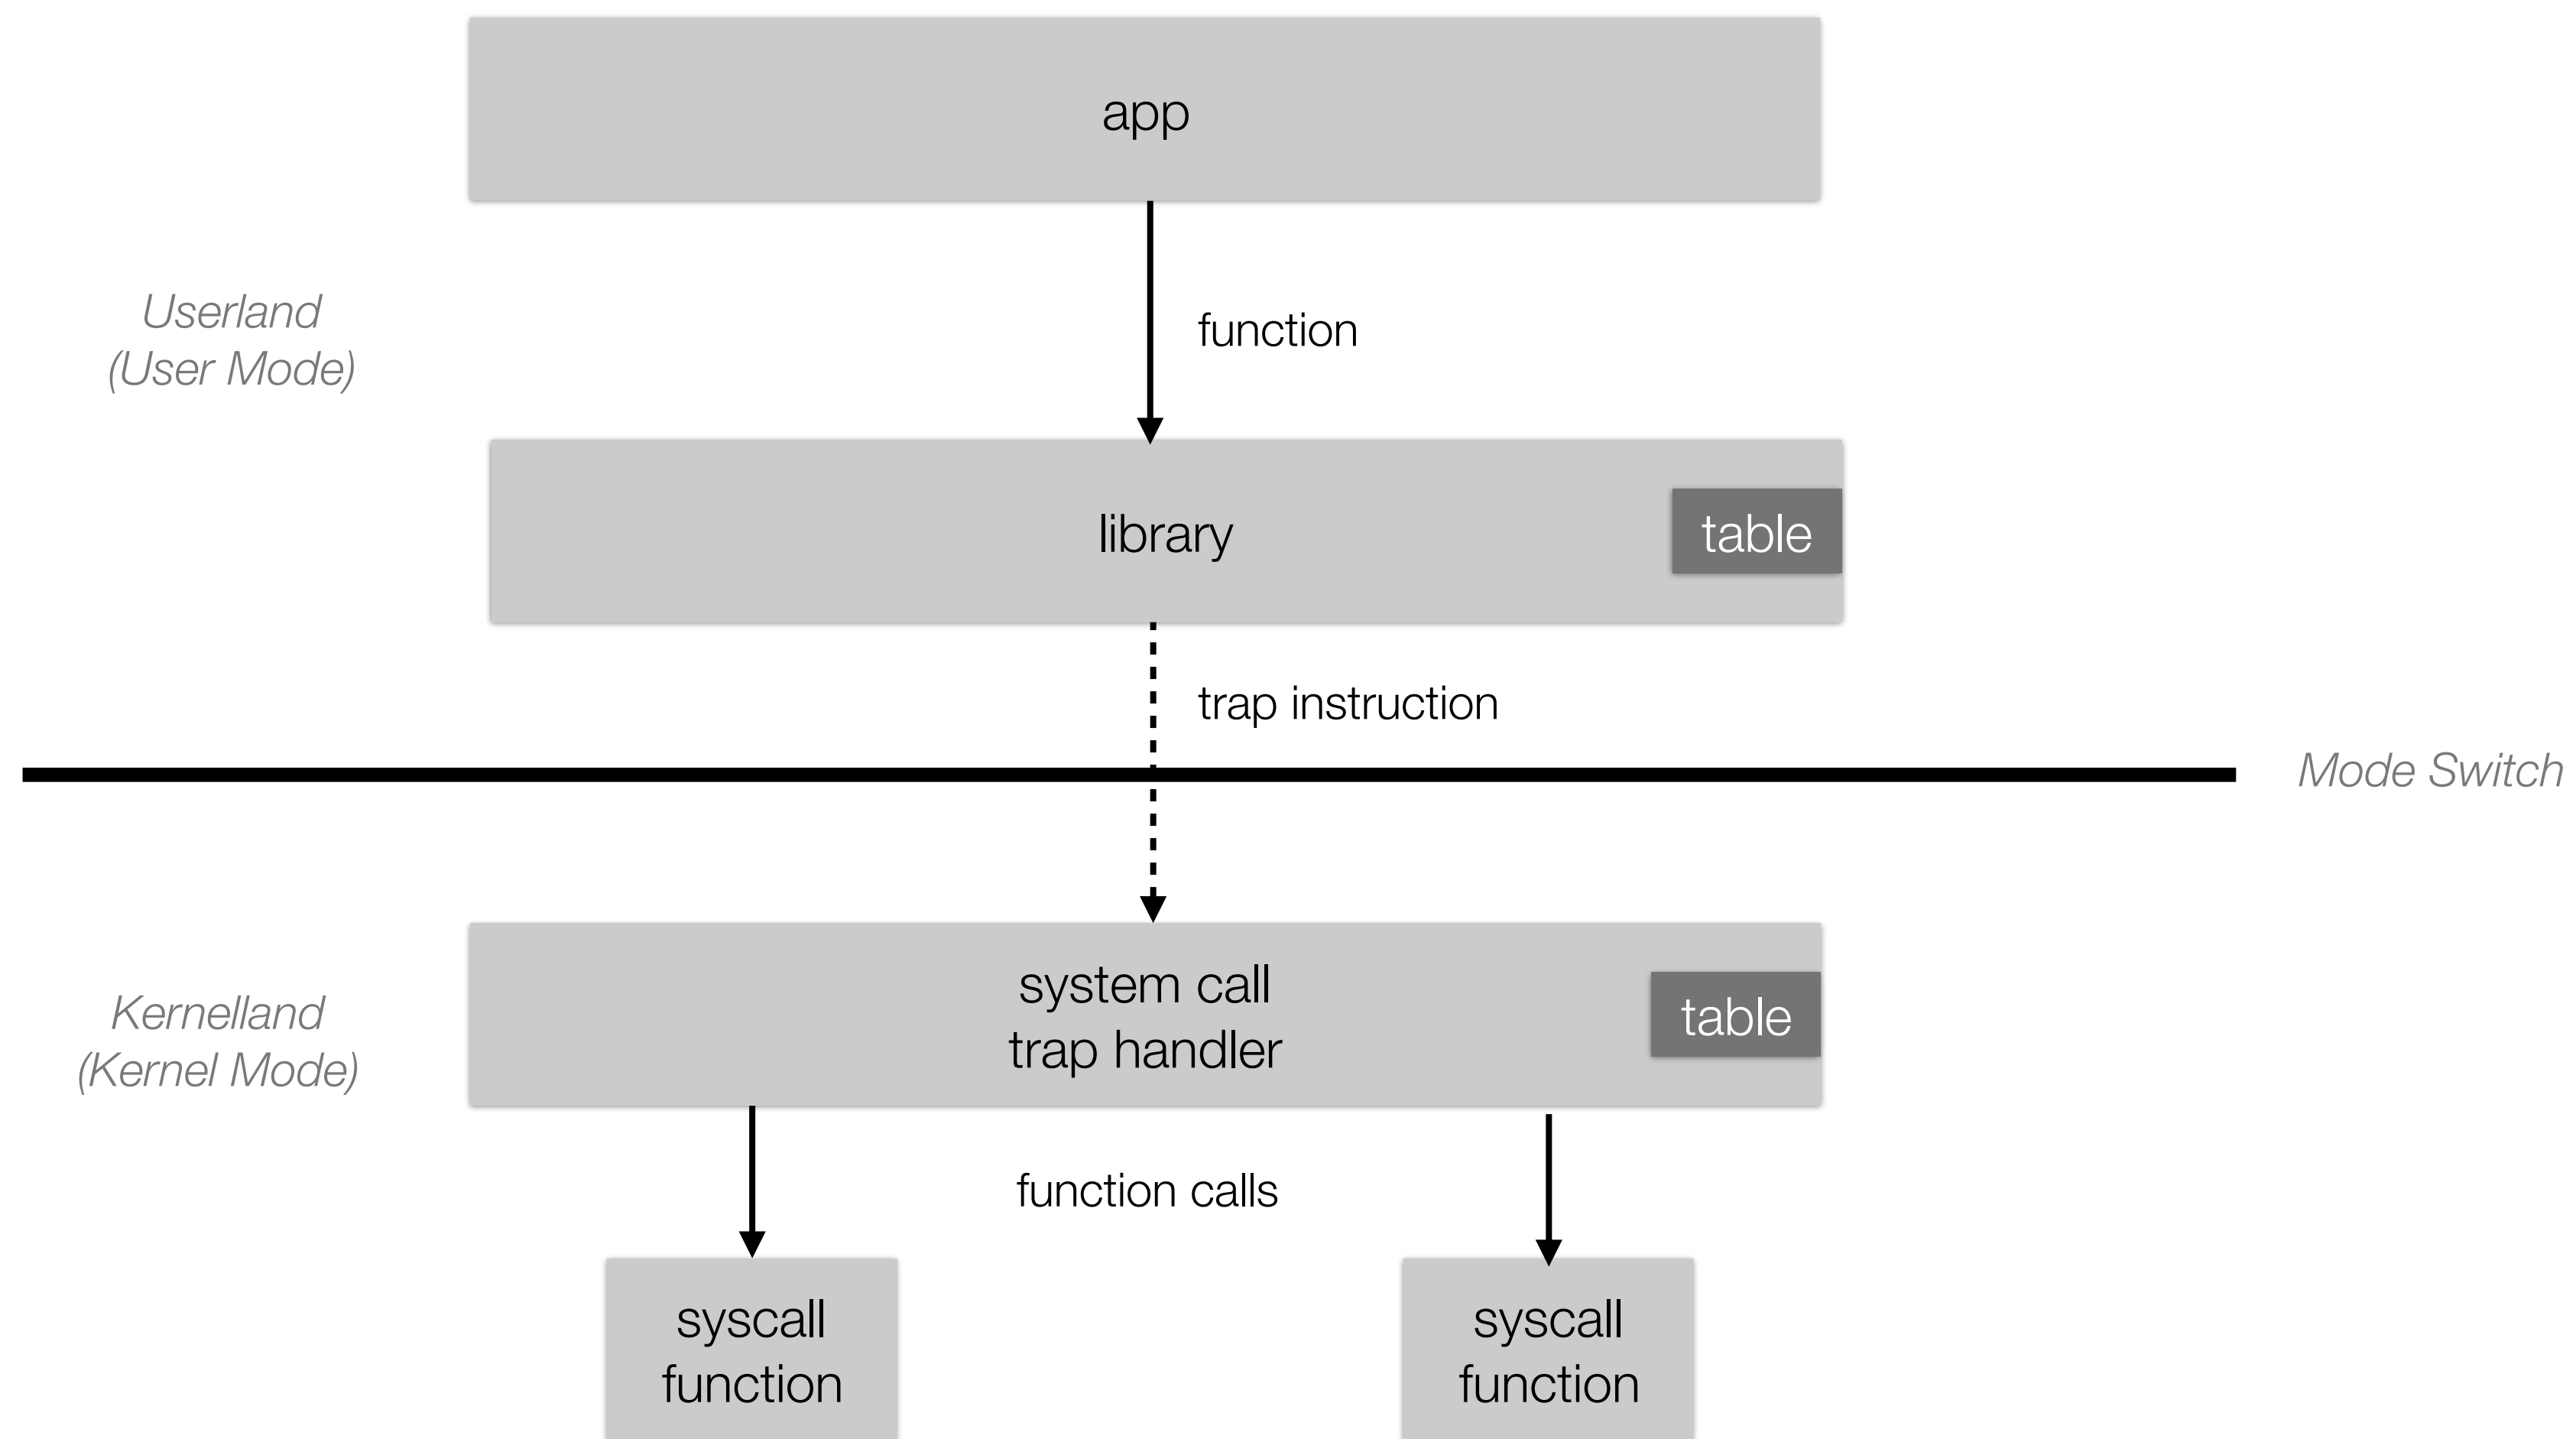 app
Userland
(User Mode)
function
library
table
trap instruction
Mode Switch
system call
trap handler
table
Kernelland
(Kernel Mode)
function calls
syscall
function
syscall
function